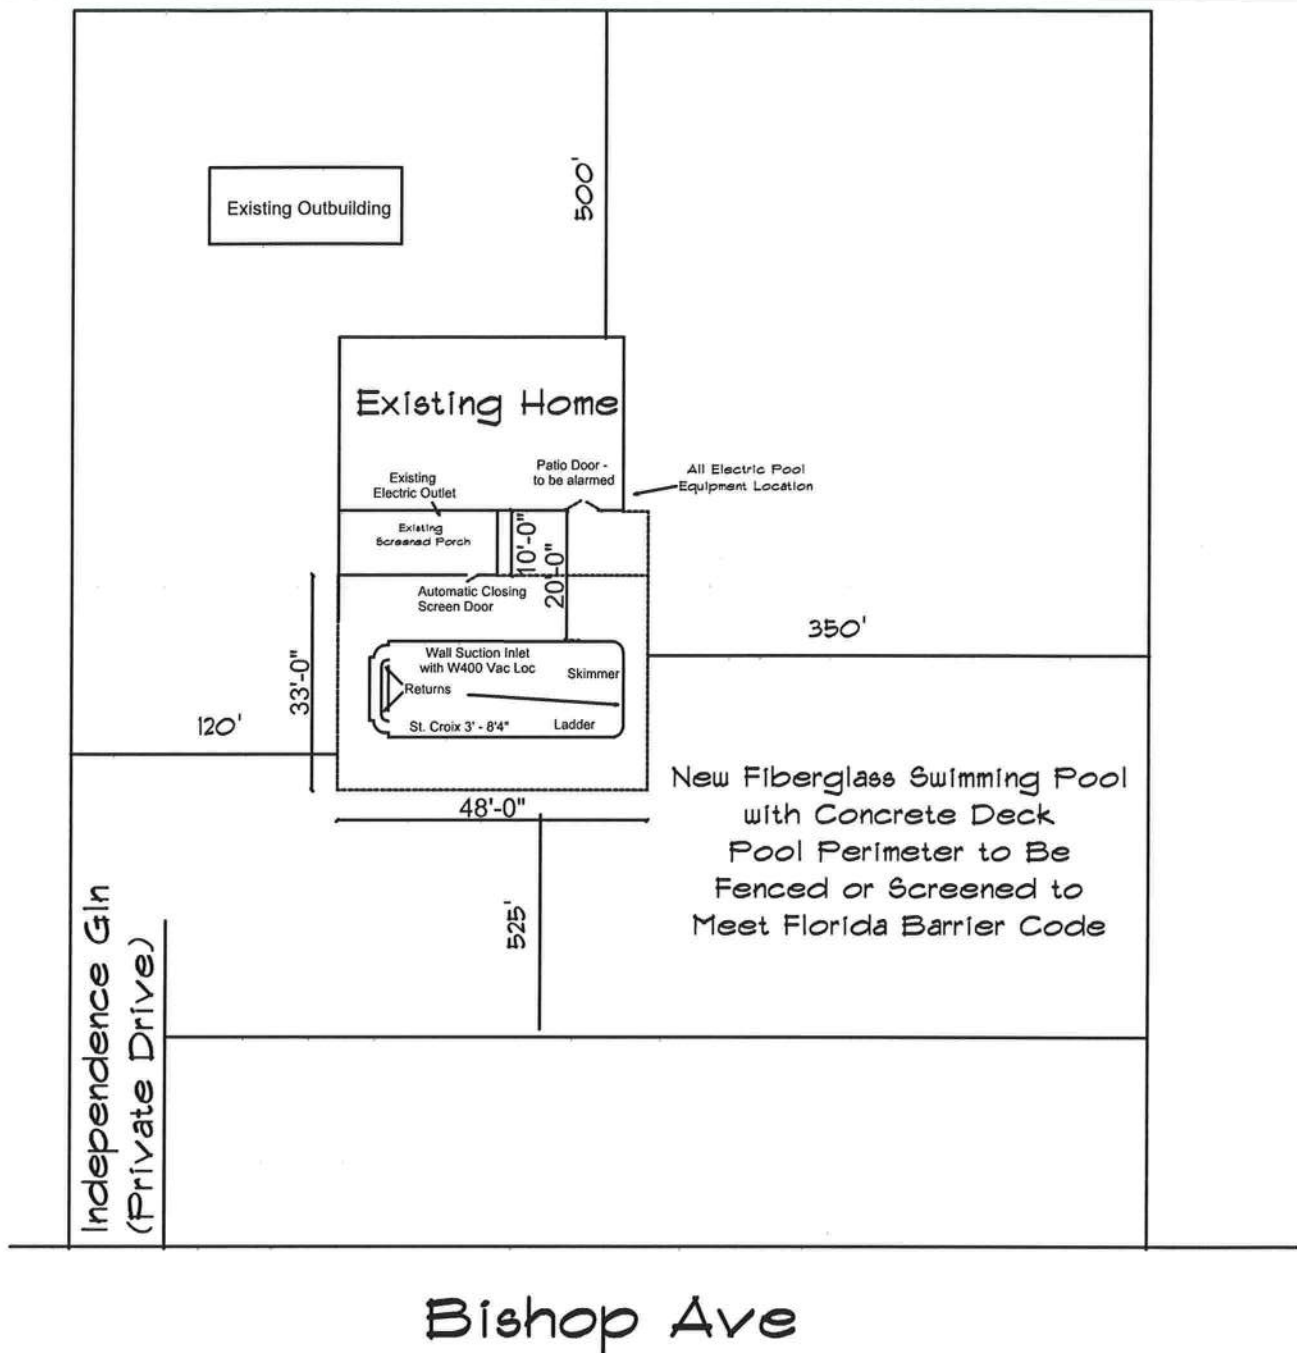 500'
Existing Outbuilding
Existing Home
Patio Door -
to be alarmed
All Electric Pool
Equipment Location
Existing
Electric Outlet
Existing
Screened Porch
10'-0"
20'-0"
Automatic Closing
Screen Door
350'
33'-0"
Wall Suction Inlet
with W400 Vac Loc
Skimmer
Returns
St. Croix 3' - 8'4"
Ladder
120'
48'-0"
New Fiberglass Swimming Pool
with Concrete Deck
Pool Perimeter to Be
Fenced or Screened to
Meet Florida Barrier Code
525'
Independence Gln
(Private Drive)
Bishop Ave